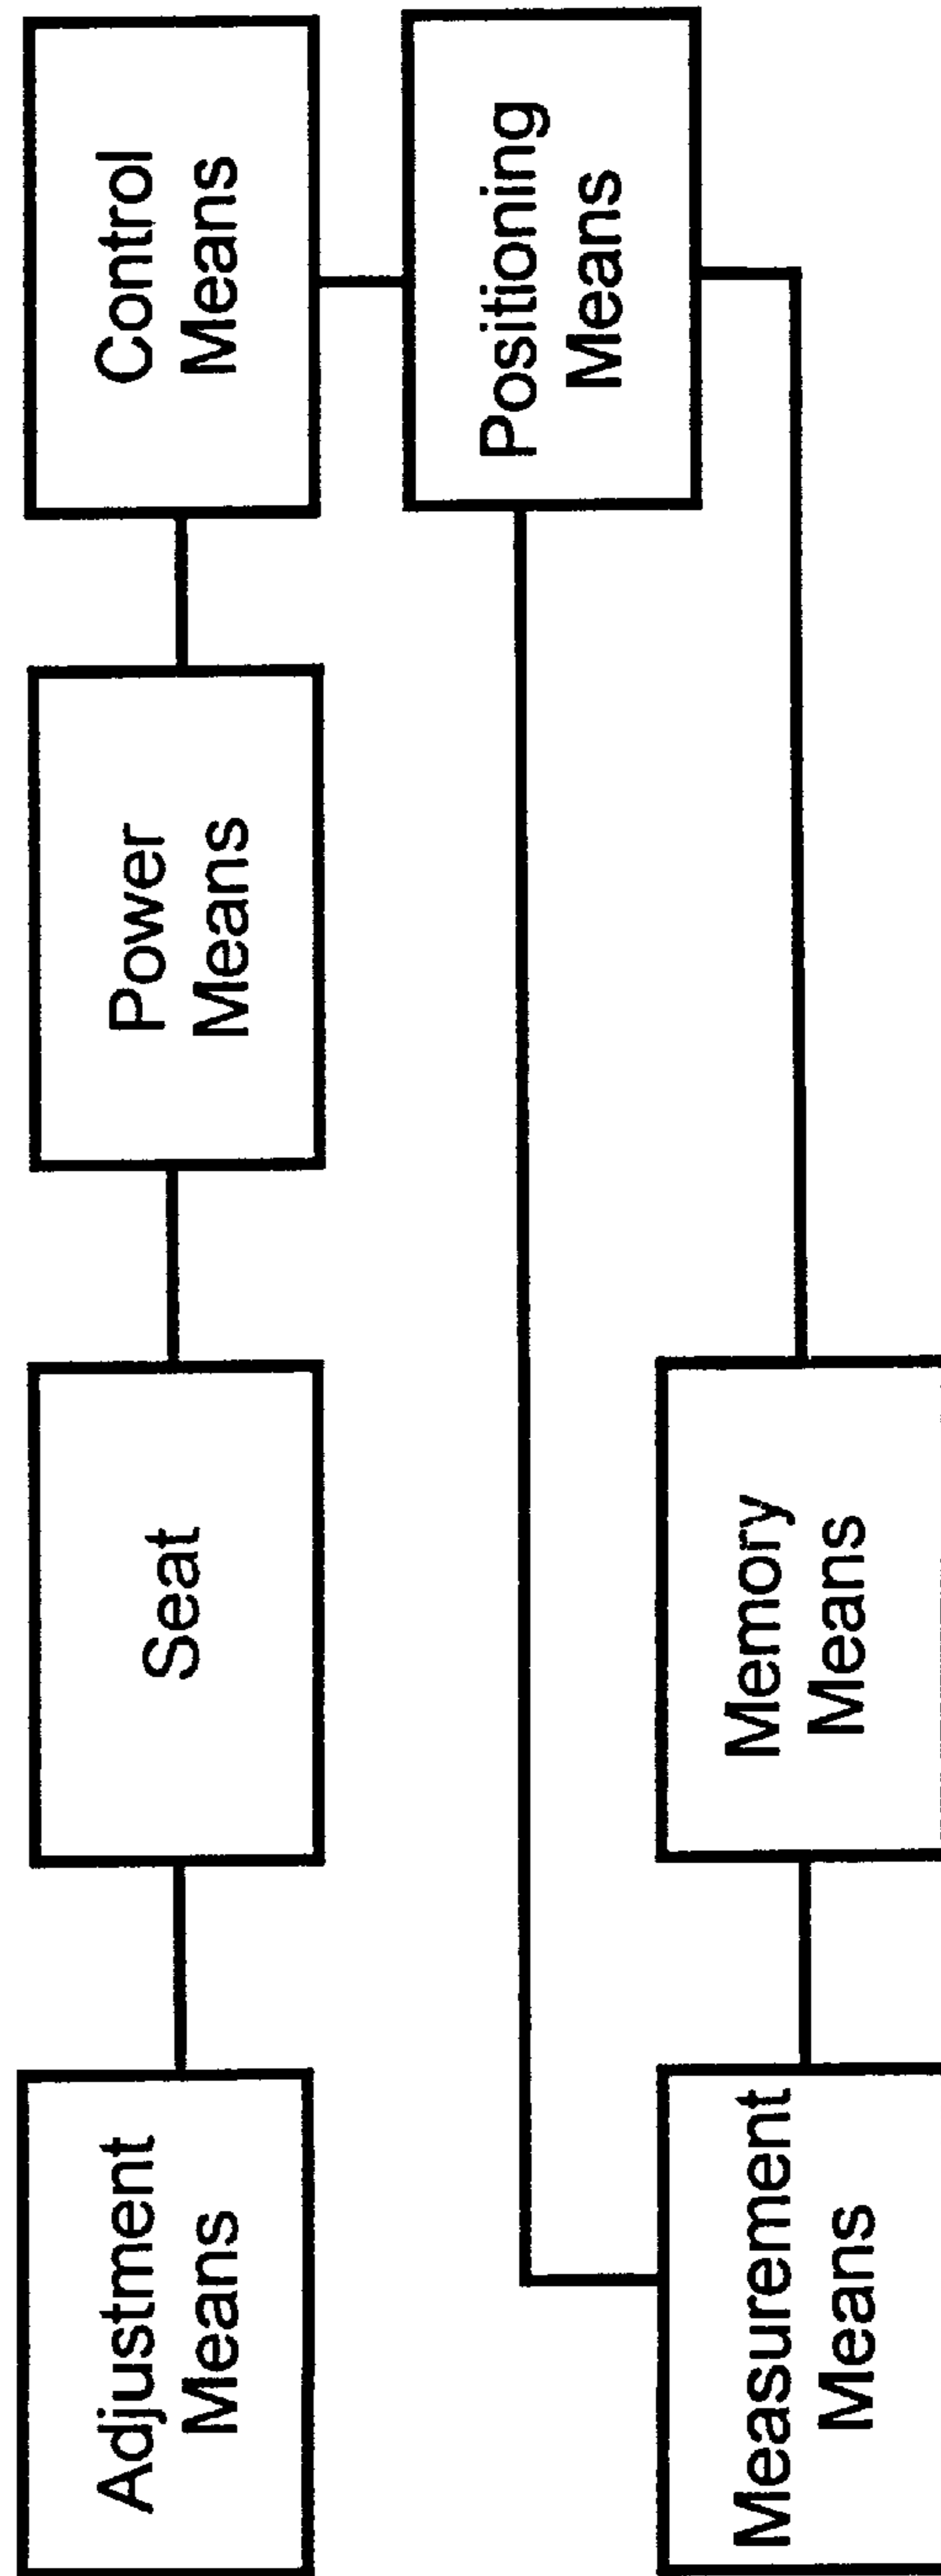 Adjustment
Means
Seat
Power
Means
Control
Means
Positioning
Means
Measurement
Means
Memory
Means